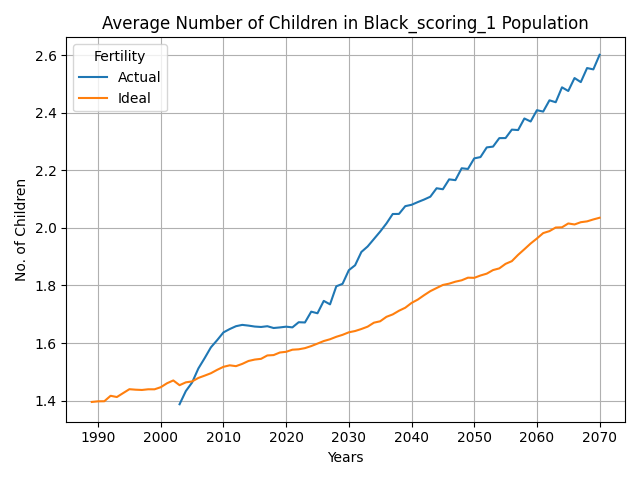 Average Number of Children in Black_scoring_1 Population
Fertility
Actual
Ideal
No. of Children
2.6
2.4
2.2
2.0
1.8
1.6
1.4
1990 2000 2010 2020 2030 2040 2050 2060 2070
Years